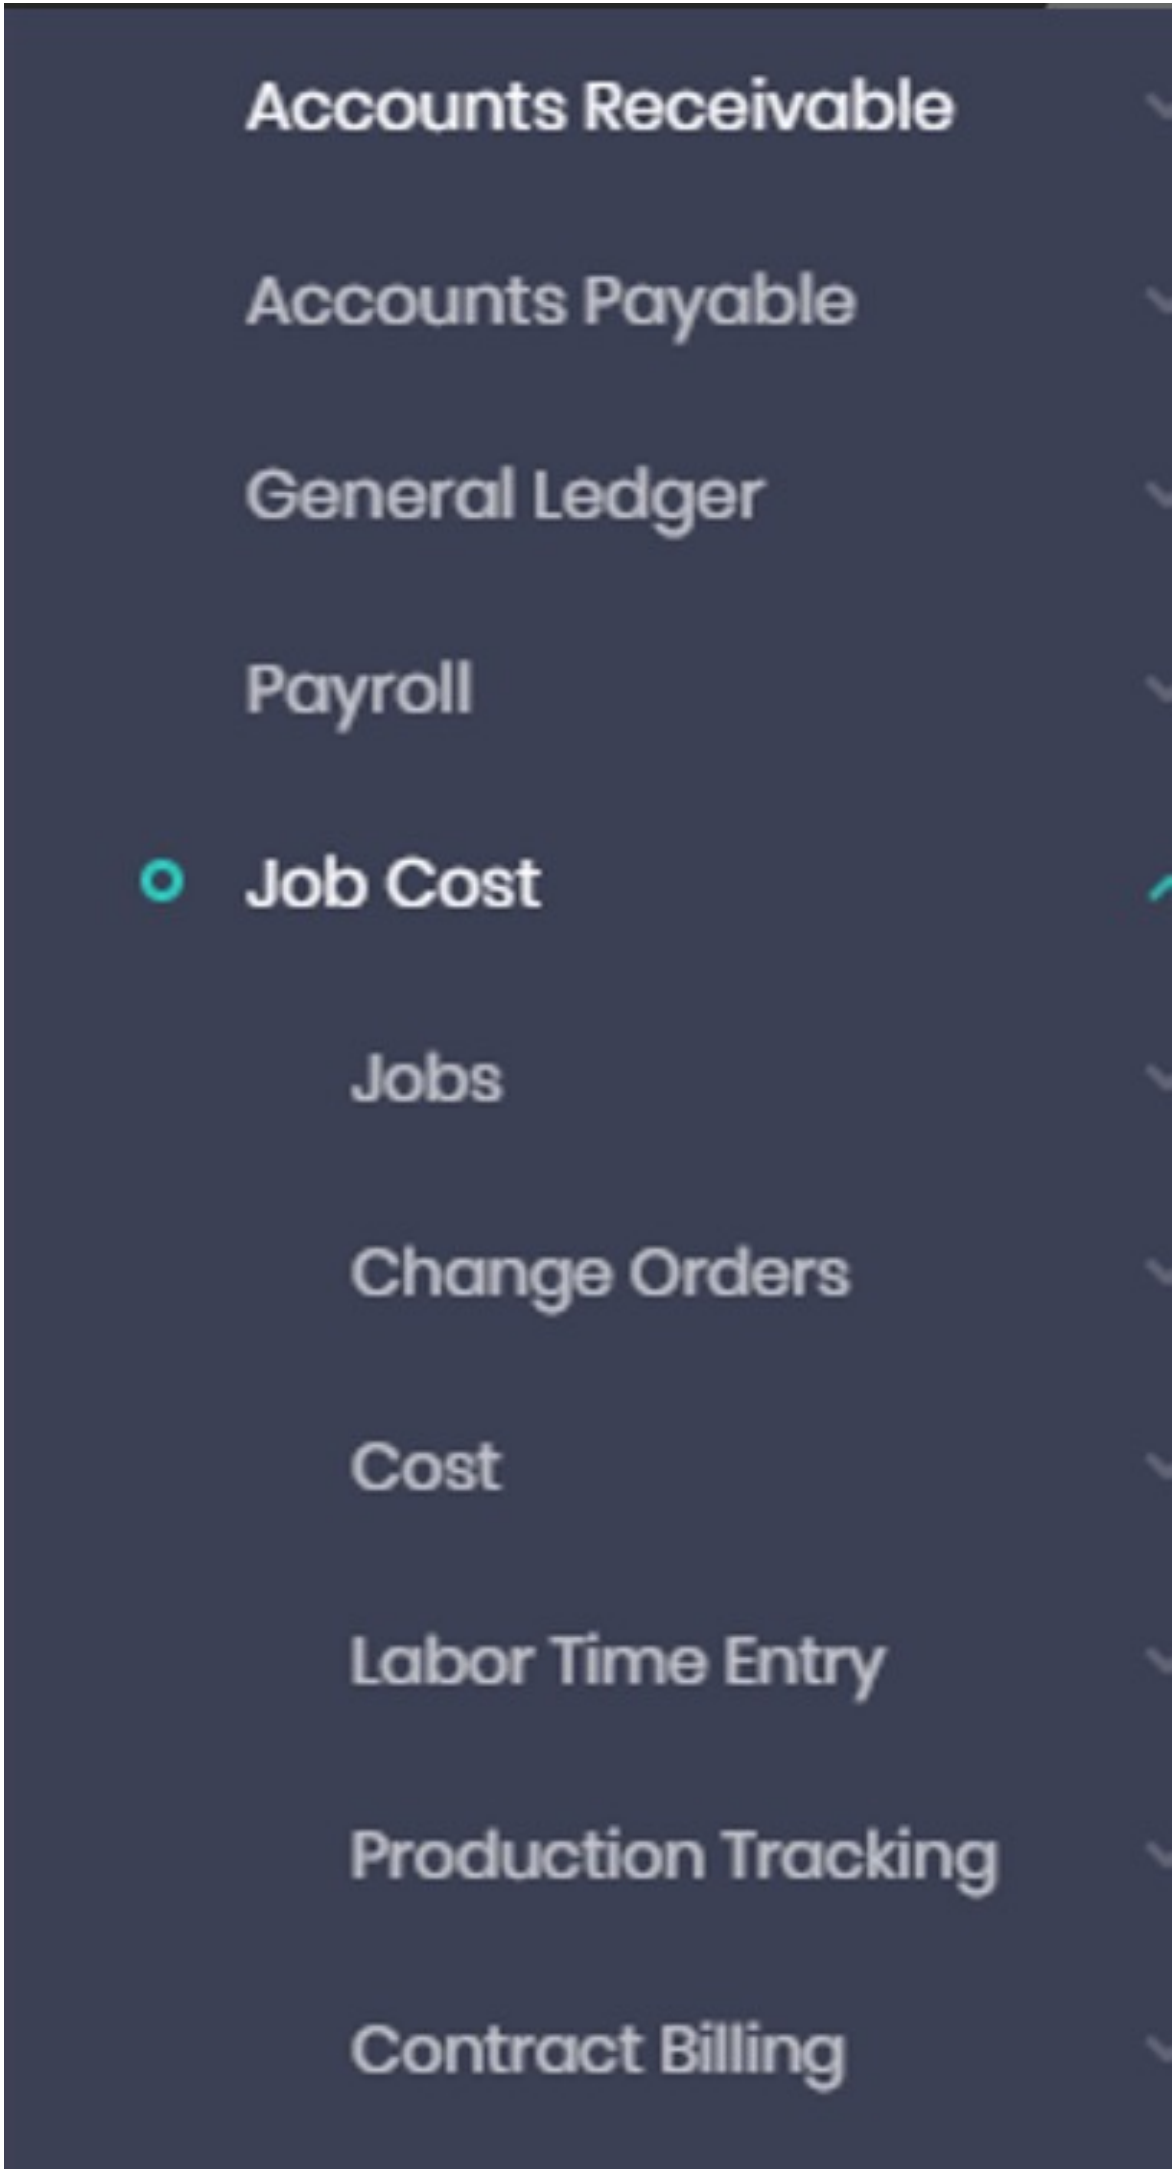 Accounts Receivable
Accounts Payable
General Ledger
Payroll
Job Cost
Jobs
Change Orders
Cost
Labor Time Entry
Production Tracking
Contract Billing